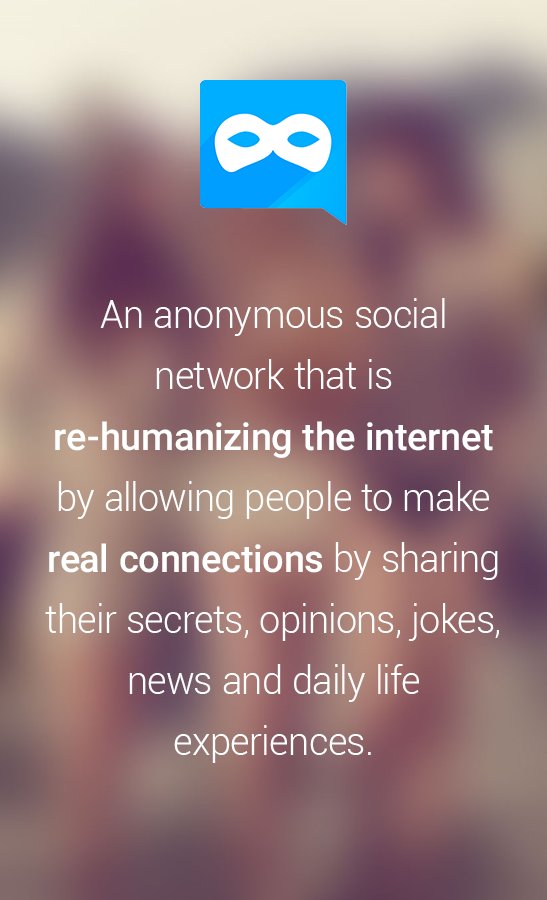 An anonymous social
network that is
re-humanizing the internet
by allowing people to make
real connections by sharing
their secrets, opinions, jokes,
news and daily life
experiences.